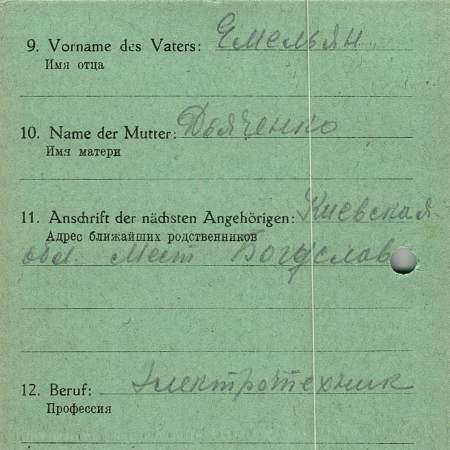 9. Vorname des Vaters: Емельян
Имя отца
10. Name der Mutter: Дьяченко
Имя матери
11. Anschrift der nächsten Angehörigen: Киевская
Адрес ближайших родственников
обл. Мест Богуслав
12. Beruf: Электротехник
Профессия